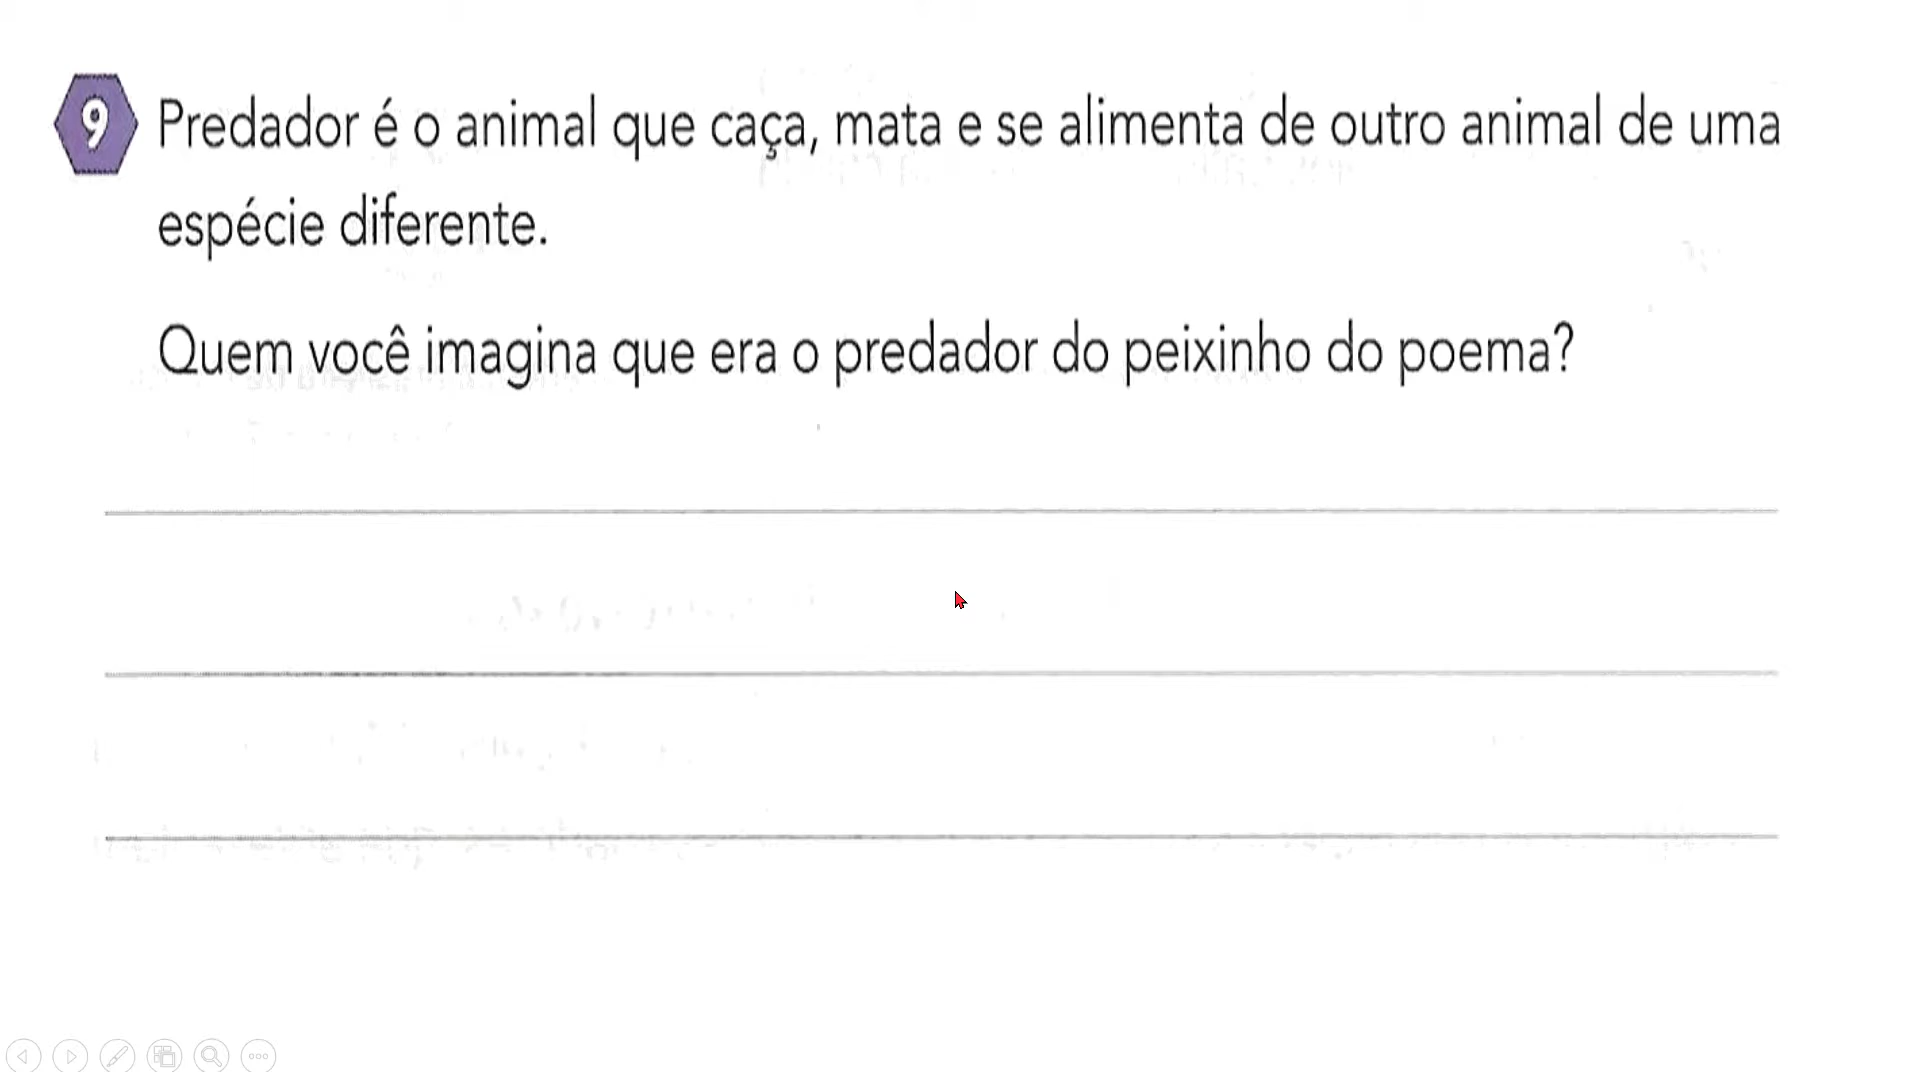 9 Predador é o animal que caça, mata e se alimenta de outro animal de uma
espécie diferente.
Quem você imagina que era o predador do peixinho do poema?